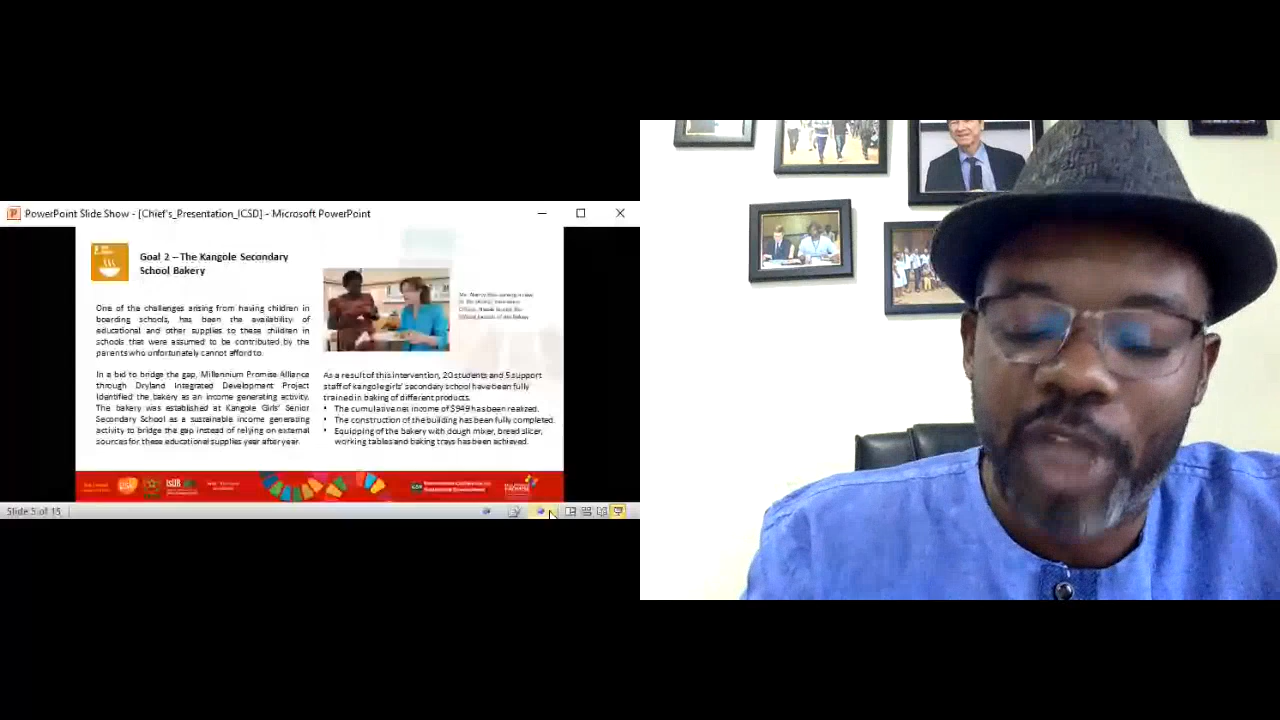 PowerPoint Slide Show - [Chief's_Presentation_ICSD] - Microsoft PowerPoint
Goal 2 – The Kangole Secondary
School Bakery
One of the challenges arising from having children in
boarding schools, has been the availability of
educational and other supplies to these children in
schools that were assumed to be contributed by the
parents who unfortunately cannot afford to.
In a bid to bridge the gap, Millennium Promise Alliance
through Dryland Integrated Development Project
identified the bakery as an income generating activity.
The bakery was established at Kangole Girls' Senior
Secondary School as a sustainable income generating
activity to bridge the gap instead of relying on external
sources for these educational supplies year after year.
As a result of this intervention, 20 students and 5 support
staff of kangole girls' secondary school have been fully
trained in baking of different products.
• The cumulative net income of $949 has been realized.
• The construction of the building has been fully completed.
• Equipping of the bakery with dough mixer, bread slicer,
working tables and baking trays has been achieved.
International Conference on
Sustainable Development
Slide 5 of 15